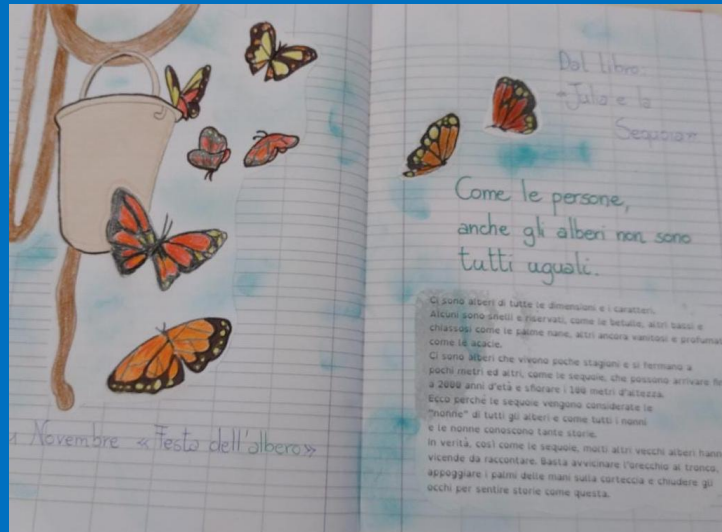 Novembre «Festa dell'albero»
Dal libro:
"Julia e la
Sequoia"
Come le persone,
anche gli alberi non sono
tutti uguali.
Ci sono alberi di tutte le dimensioni e i caratteri.
Alcuni sono snelli e riservati, come le betulle, altri bassi e
chiassosi come le palme nane, altri ancora vanitosi e profumat
come le acacie.
Ci sono alberi che vivono poche stagioni e si fermano a
pochi metri ed altri, come le sequoie, che possono arrivare
a 2000 anni d'età e sfiorare i 100 metri d'altezza.
Ecco perché le sequoie vengono considerate le
"nonne" di tutti gli alberi e come tutti i nonni
e le nonne conoscono tante storie.
In verità, così come le sequoie, molti altri vecchi alberi hann
vicende da raccontare. Basta avvicinare l'orecchio al tronco,
appoggiare i palmi delle mani sulla corteccia e chiudere gli
occhi per sentire storie come questa.